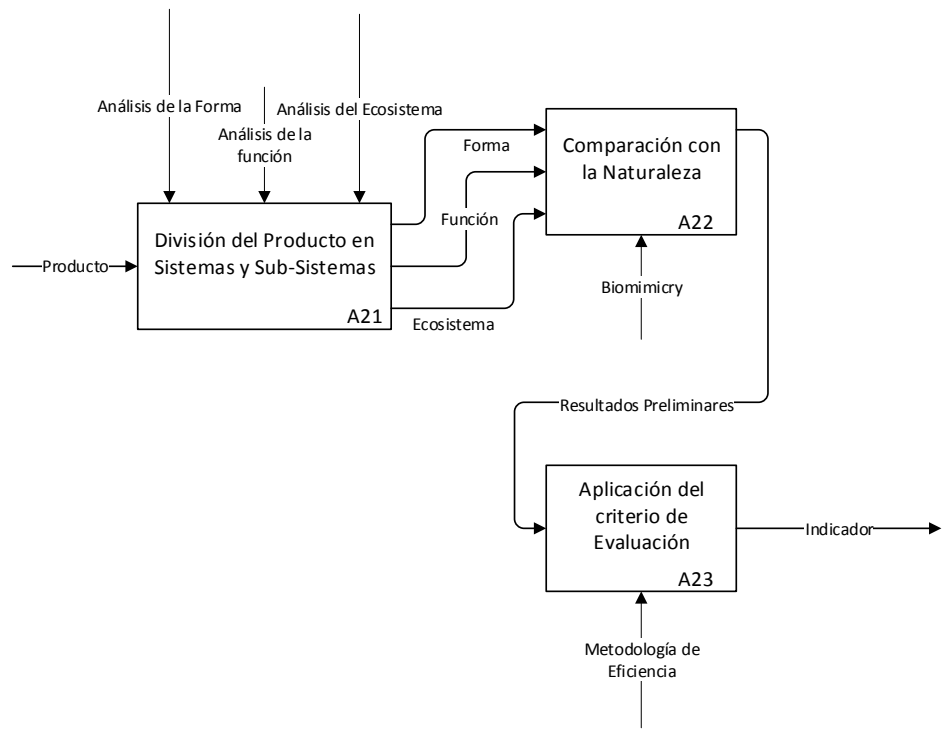 Análisis de la Forma
Análisis de la
función
Análisis del Ecosistema
Producto
División del Producto en
Sistemas y Sub-Sistemas
A21
Forma
Función
Ecosistema
Comparación con
la Naturaleza
A22
Biomimicry
Resultados Preliminares
Aplicación del
criterio de
Evaluación
A23
Indicador
Metodología de
Eficiencia